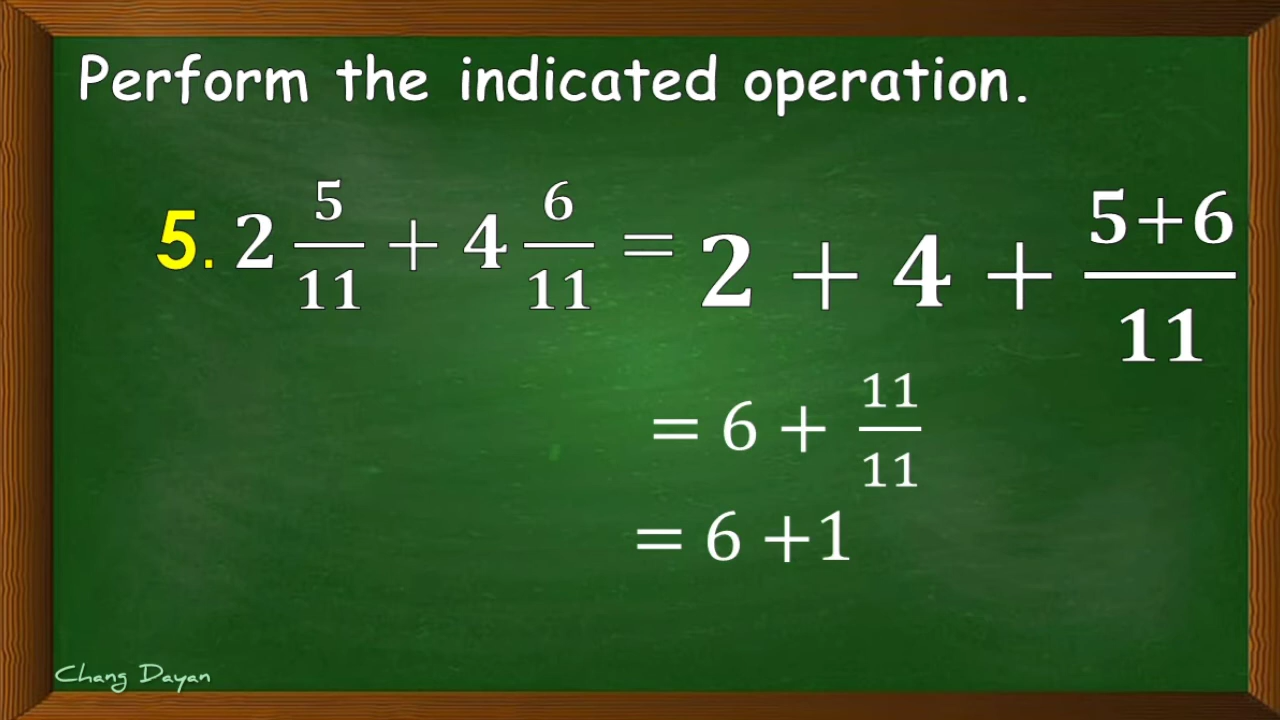 Perform the indicated operation.
5. 2 5/11 + 4 6/11 = 2 + 4 + 5+6/11
= 6 + 11/11
= 6 +1
Chang Dayan